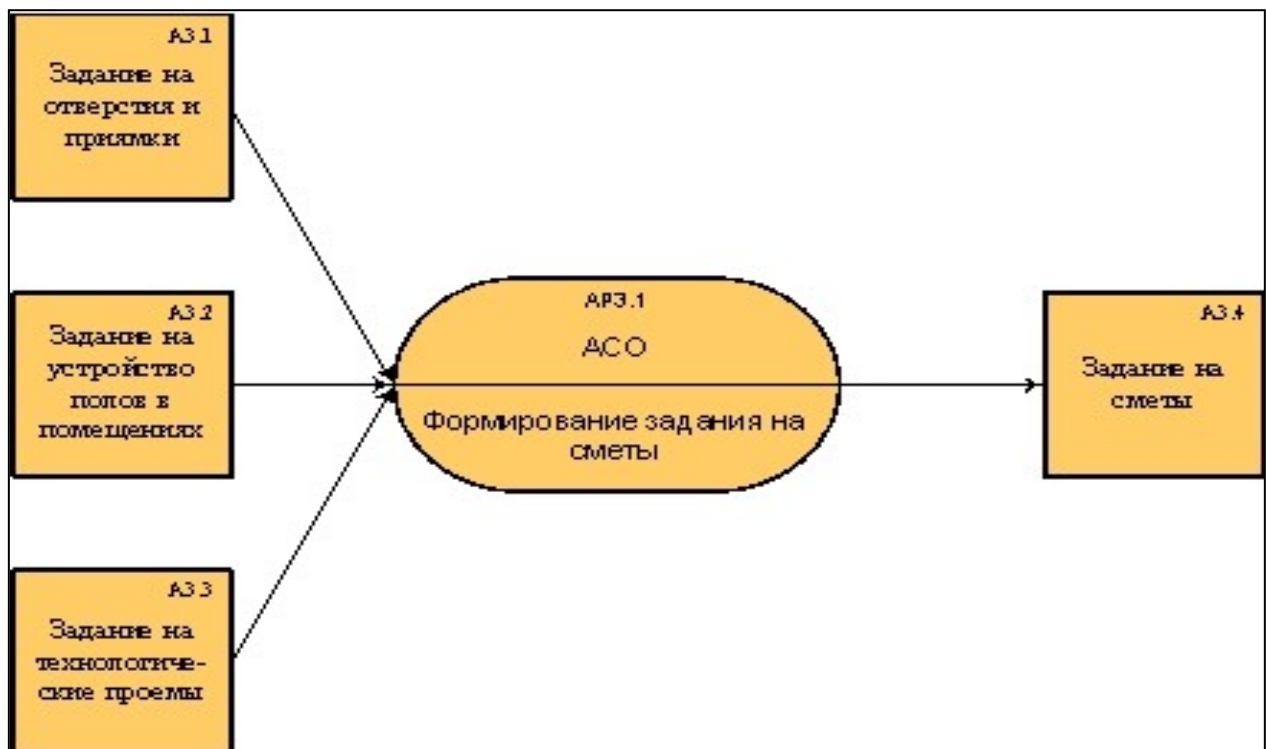 А3.1
Задание на
отверстия и
приямки
А3.2
Задание на
устройство
полов в
помещениях
АР3.1
АСО
Формирование задания на
сметы
А3.4
Задание на
сметы
А3.3
Задание на
технологиче-
ские проемы